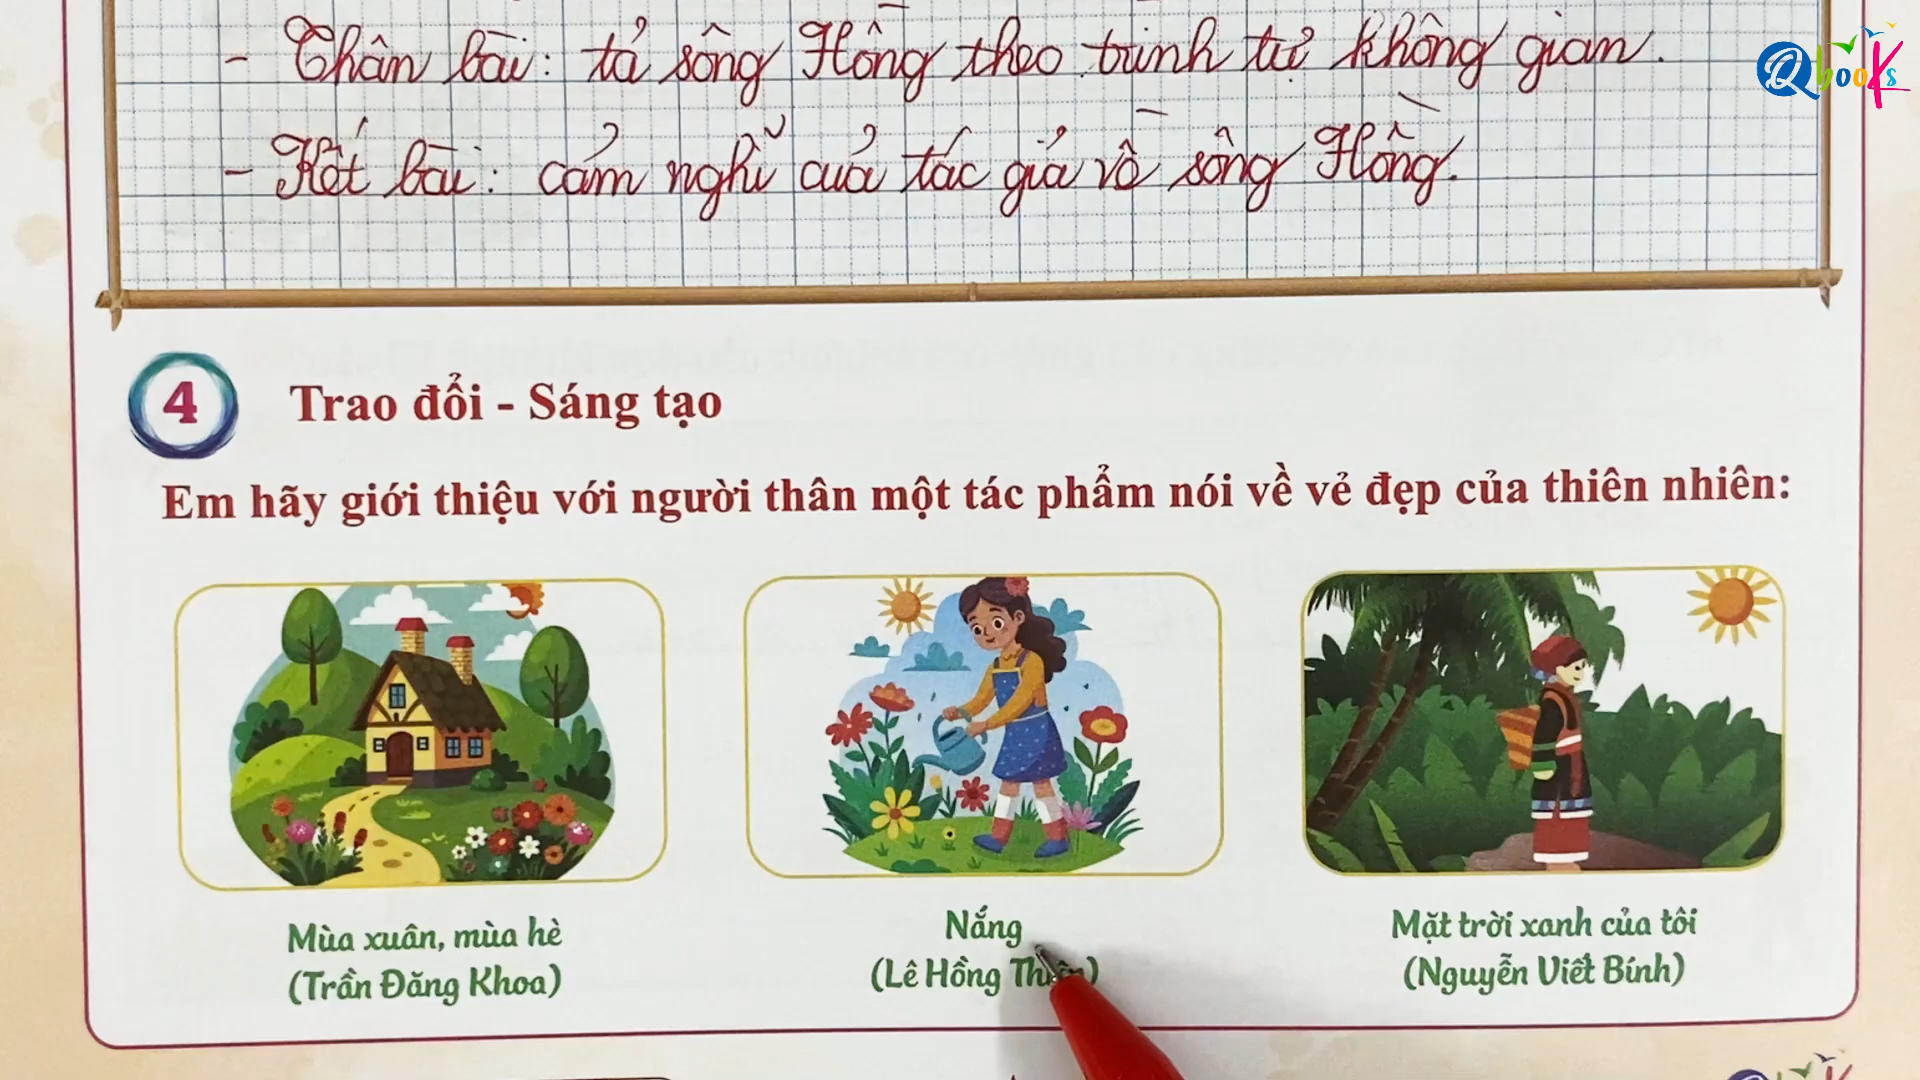 - Thân bài: tả sông Hồng theo trình tự không gian.
- Kết bài: cảm nghĩ của tác giả về sông Hồng.
Qbooks
4 Trao đổi - Sáng tạo
Em hãy giới thiệu với người thân một tác phẩm nói về vẻ đẹp của thiên nhiên:
Mùa xuân, mùa hè
(Trần Đăng Khoa)
Nắng
(Lê Hồng
Mặt trời xanh của tôi
(Nguyễn Viết Bính)